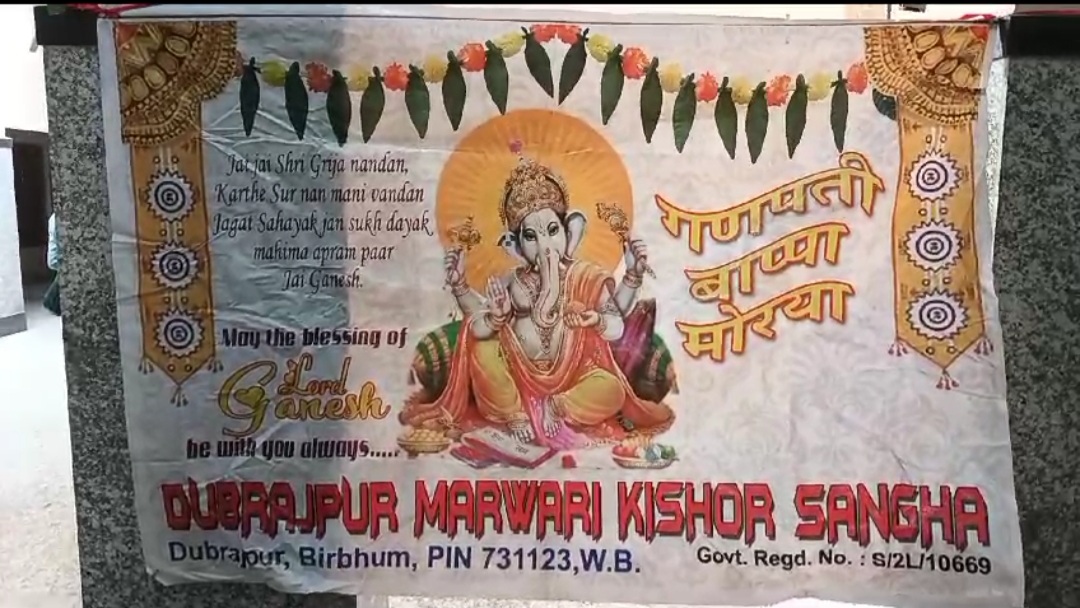 Jai jai Shri Grija nandan,
Karthe Sur nan mani vandan
Jagat Sahayak jan sukh dayak
mahima apram paar
Jai Ganesh.
May the blessing of
Lord
Ganesh
be with you always.....
गणपती
बाप्पा
मोरया
DUBRAJPUR MARWARI KISHOR SANGHA
Dubrajpur, Birbhum, PIN 731123,W.B.
Govt. Regd. No. : S/2L/10669